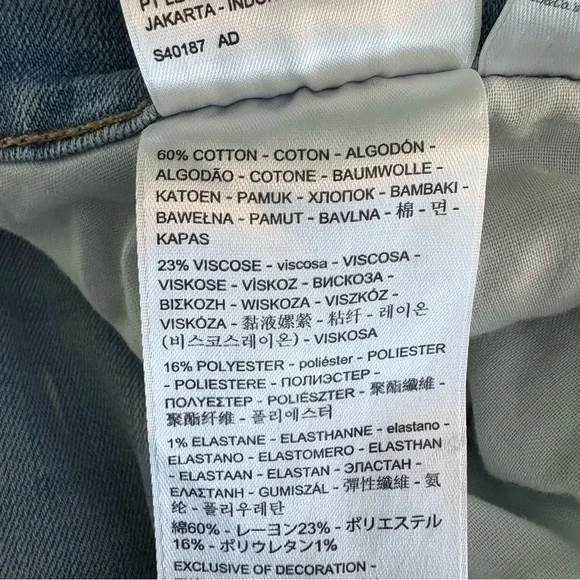 JAKARTA - INDON
S40187 AD
60% COTTON - COTON - ALGODÓN -
ALGODÃO - COTONE - BAUMWOLLE -
KATOEN - PAMUK - ХЛОПОК - BAMBAKI -
BAWEŁNA - PAMUT - BAVLNA - 棉 - 면 -
KAPAS
23% VISCOSE - viscosa - VISCOSA -
VISKOSE - VİSKOZ - ВИСКОЗА -
ΒΙΣΚΟΖΗ - WISKOZA - VISZKÓZ -
VISKÓZA - 黏液嫘縈 - 粘纤 - 레이온
(비스코스레이온) - VISKOSA
16% POLYESTER - poliéster - POLIESTER
- POLIESTERE - ПОЛИЭСТЕР -
ΠΟΛΥΕΣΤΕΡ - POLIÉSZTER - 聚酯纖維 -
聚酯纤维 - 폴리에스터
1% ELASTANE - ELASTHANNE - elastano -
ELASTANO - ELASTOMERO - ELASTHAN
- ELASTAAN - ELASTAN - ЭЛАСТАН -
ΕΛΑΣΤΑΝΗ - GUMISZÁL - 彈性纖維 - 氨
纶 - 폴리우레탄
綿60% - レーヨン23% - ポリエステル
16% - ポリウレタン1%
EXCLUSIVE OF DECORATION -